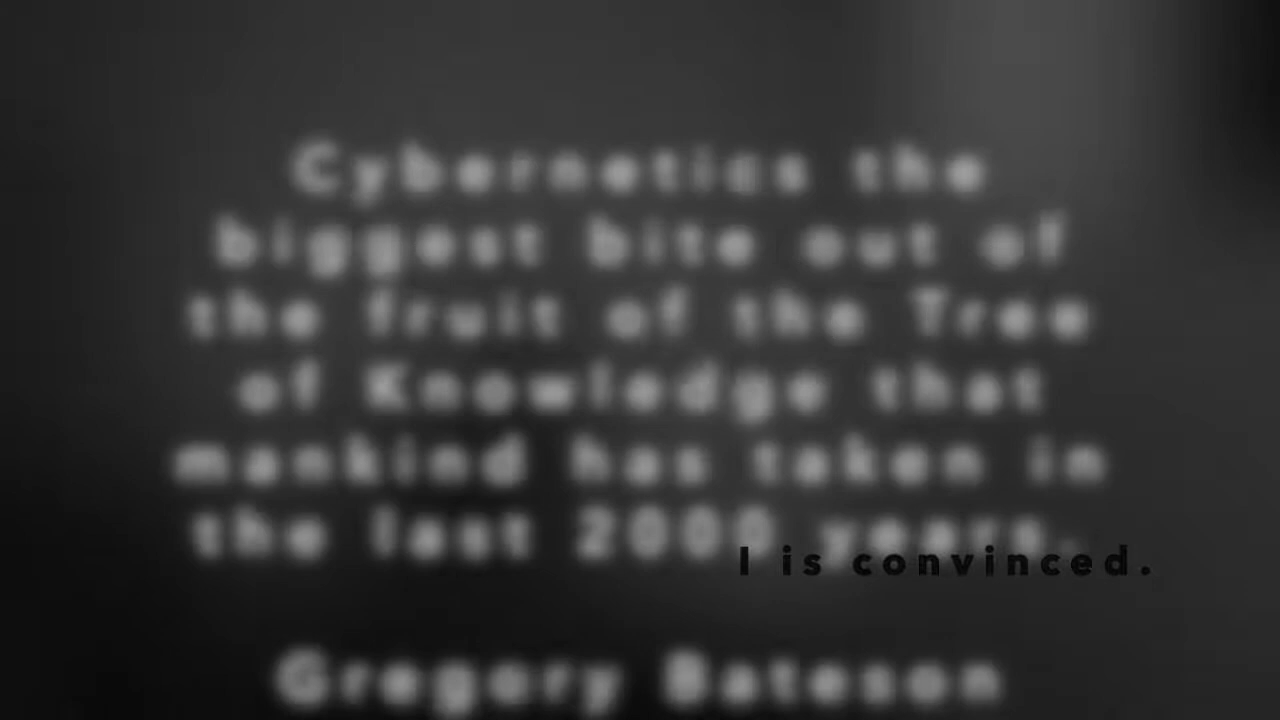 Cybernetics the
biggest bite out of
the fruit of the Tree
of Knowledge that
mankind has taken in
the last 2000 years.
I is convinced.
Gregory Bateson